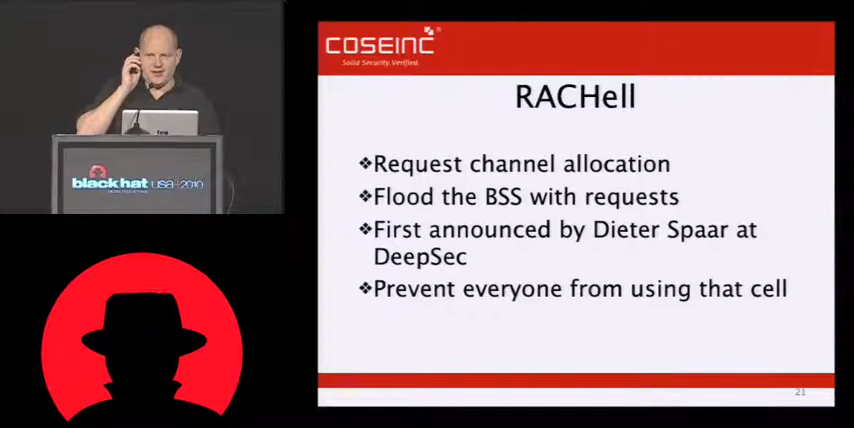 COSEINC
Solid Security.Verified.
RACHell
❖Request channel allocation
❖Flood the BSS with requests
❖First announced by Dieter Spaar at
DeepSec
❖Prevent everyone from using that cell
21
black hat usa+2010